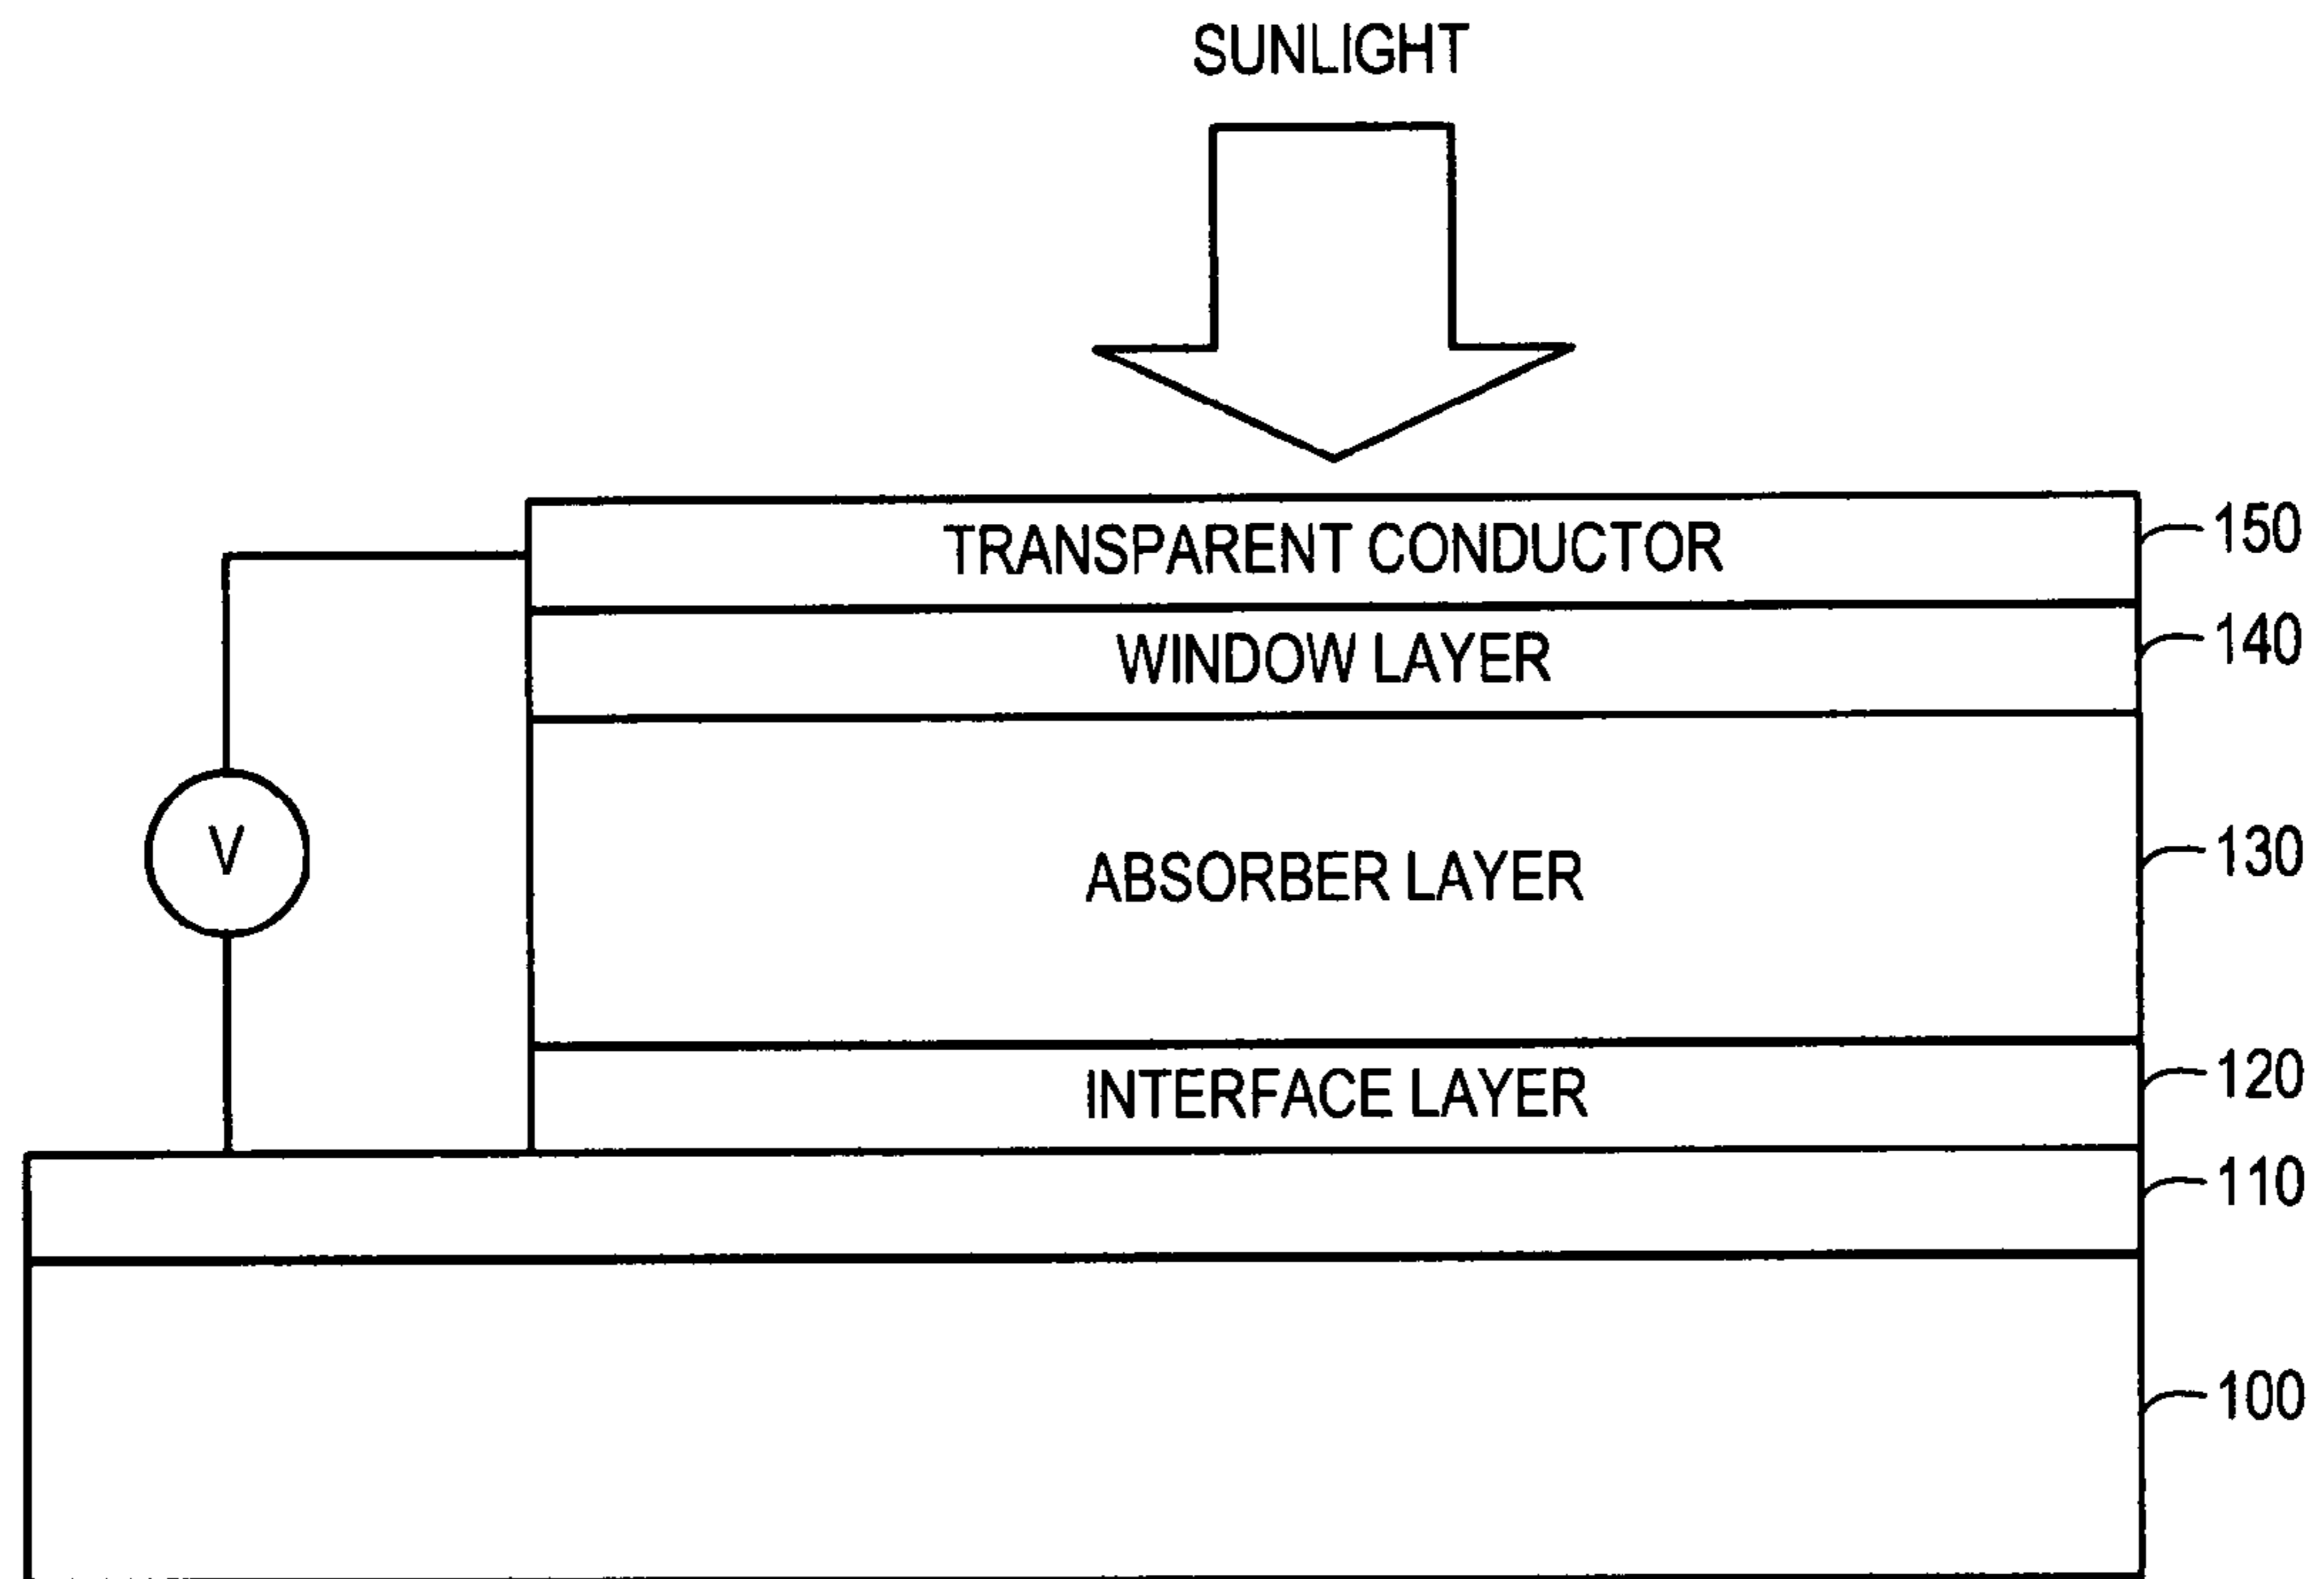 SUNLIGHT
TRANSPARENT CONDUCTOR
150
WINDOW LAYER
140
V
ABSORBER LAYER
130
INTERFACE LAYER
120
110
100